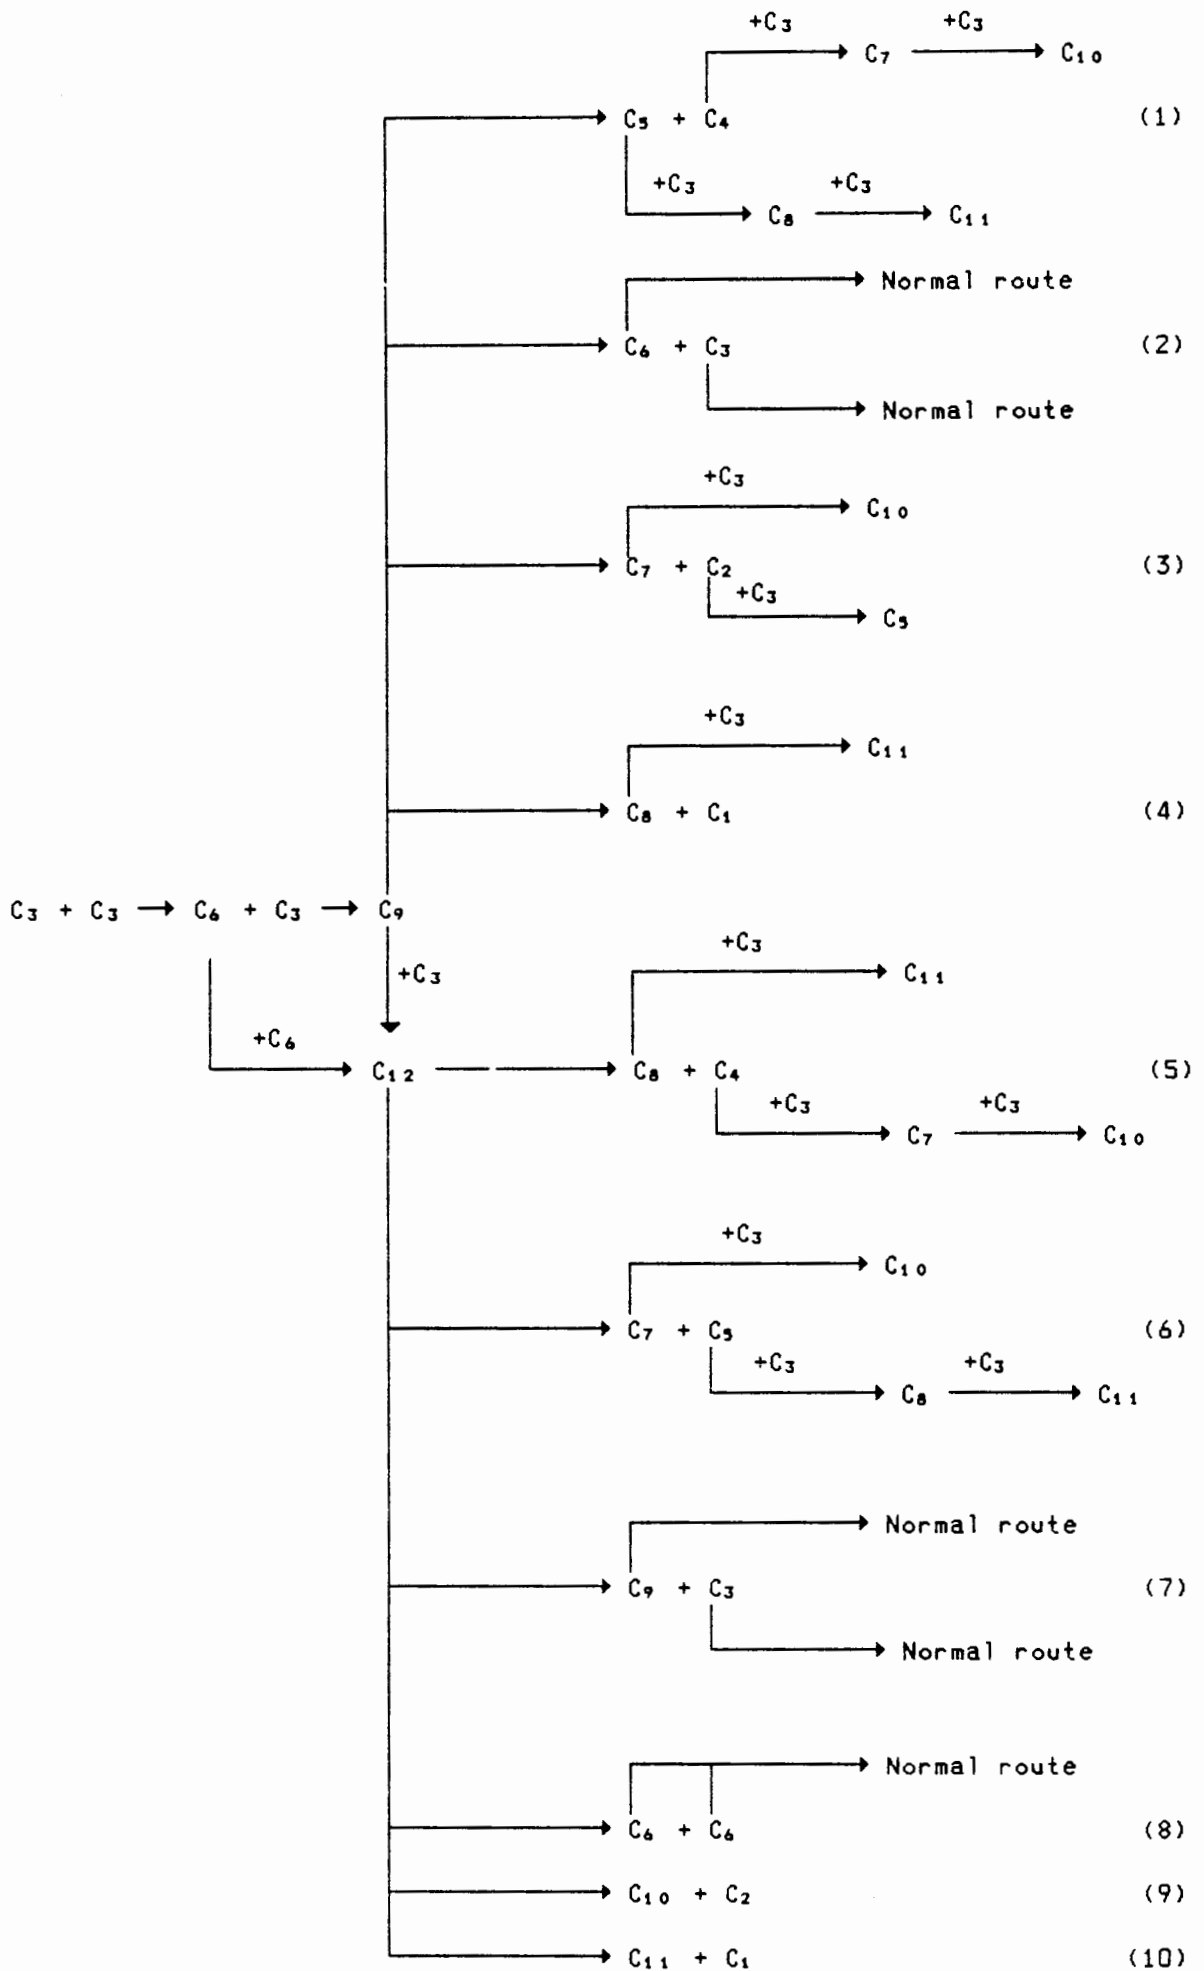 +C₃ +C₃
C₇ C₁₀
C₅ + C₄ (1)
+C₃ +C₃
C₈ C₁₁
Normal route
C₆ + C₃ (2)
Normal route
+C₃
C₁₀
C₇ + C₂ (3)
+C₃
C₅
+C₃
C₁₁
C₈ + C₁ (4)
C₃ + C₃ → C₆ + C₃ → C₉
+C₃
+C₃ C₁₁
+C₆
C₁₂ C₈ + C₄ (5)
+C₃ +C₃
C₇ C₁₀
+C₃
C₁₀
C₇ + C₅ (6)
+C₃ +C₃
C₈ C₁₁
Normal route
C₉ + C₃ (7)
Normal route
Normal route
C₆ + C₆ (8)
C₁₀ + C₂ (9)
C₁₁ + C₁ (10)